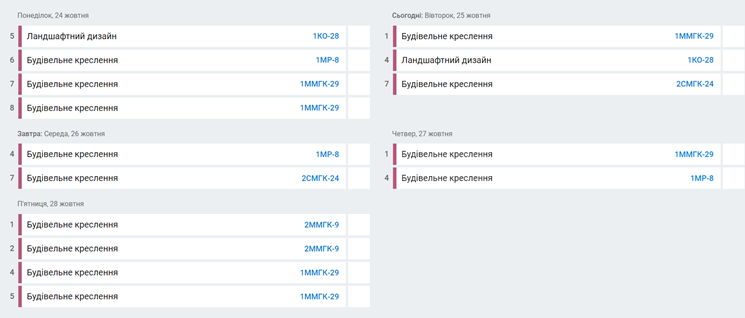 Понеділок, 24 жовтня
5 Ландшафтний дизайн 1КО-28
6 Будівельне креслення 1МР-8
7 Будівельне креслення 1ММГК-29
8 Будівельне креслення 1ММГК-29
Сьогодні: Вівторок, 25 жовтня
1 Будівельне креслення 1ММГК-29
4 Ландшафтний дизайн 1КО-28
7 Будівельне креслення 2СМГК-24
Завтра: Середа, 26 жовтня
4 Будівельне креслення 1МР-8
7 Будівельне креслення 2СМГК-24
Четвер, 27 жовтня
1 Будівельне креслення 1ММГК-29
4 Будівельне креслення 1МР-8
П'ятниця, 28 жовтня
1 Будівельне креслення 2ММГК-9
2 Будівельне креслення 2ММГК-9
4 Будівельне креслення 1ММГК-29
5 Будівельне креслення 1ММГК-29